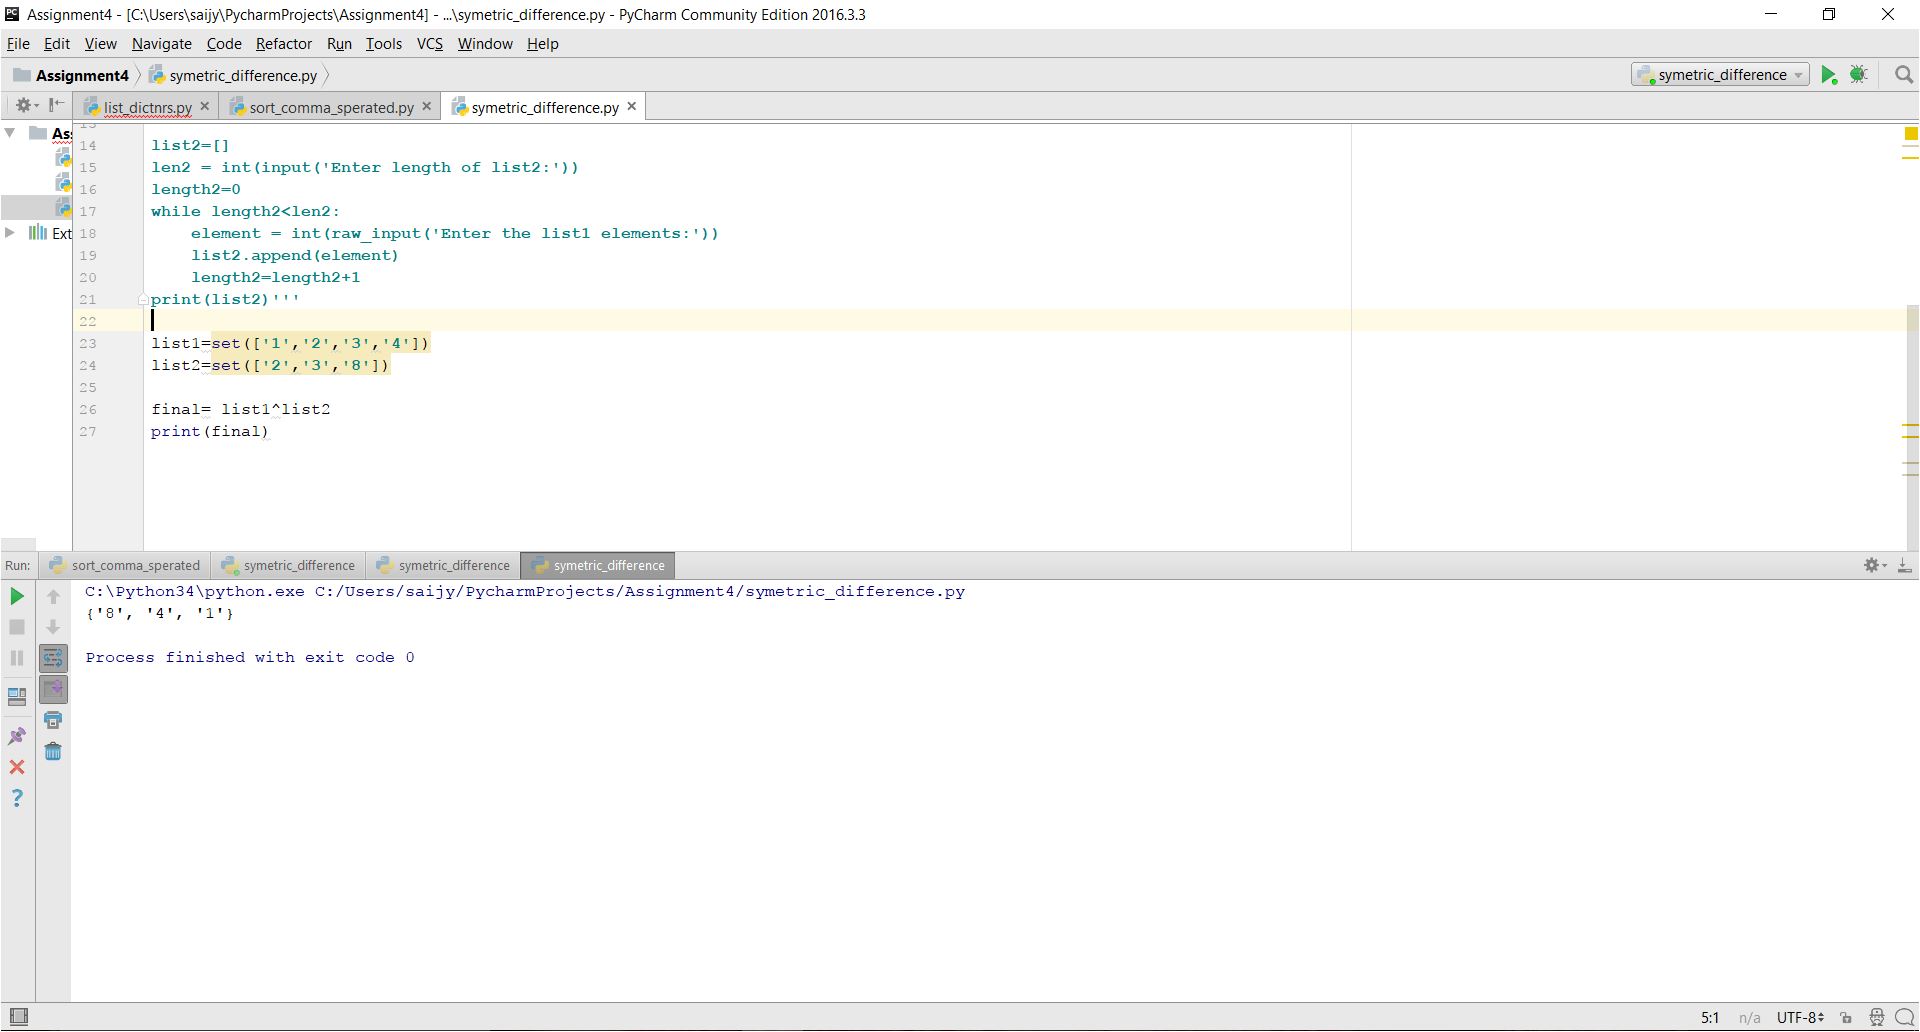 Assignment4 - [C:\Users\saijy\PycharmProjects\Assignment4] - ...\symetric_difference.py - PyCharm Community Edition 2016.3.3
File Edit View Navigate Code Refactor Run Tools VCS Window Help
Assignment4 symetric_difference.py symetric_difference
list_dictnrs.py sort_comma_sperated.py symetric_difference.py
Ext
14 list2=[]
15 len2 = int(input('Enter length of list2:'))
16 length2=0
17 while length2<len2:
18     element = int(raw_input('Enter the list1 elements:'))
19     list2.append(element)
20     length2=length2+1
21 print(list2)'''
22
23 list1=set(['1','2','3','4'])
24 list2=set(['2','3','8'])
25
26 final= list1^list2
27 print(final)
Run: sort_comma_sperated symetric_difference symetric_difference symetric_difference
C:\Python34\python.exe C:/Users/saijy/PycharmProjects/Assignment4/symetric_difference.py
{'8', '4', '1'}
Process finished with exit code 0
5:1 n/a UTF-8